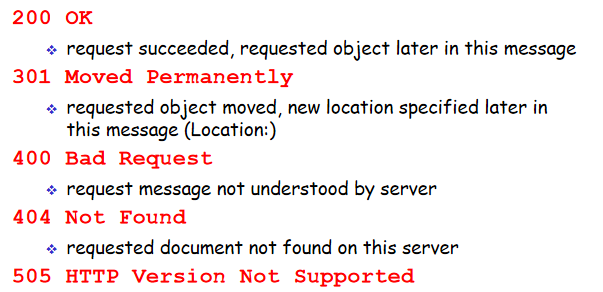 200 OK
❖ request succeeded, requested object later in this message
301 Moved Permanently
❖ requested object moved, new location specified later in
this message (Location:)
400 Bad Request
❖ request message not understood by server
404 Not Found
❖ requested document not found on this server
505 HTTP Version Not Supported